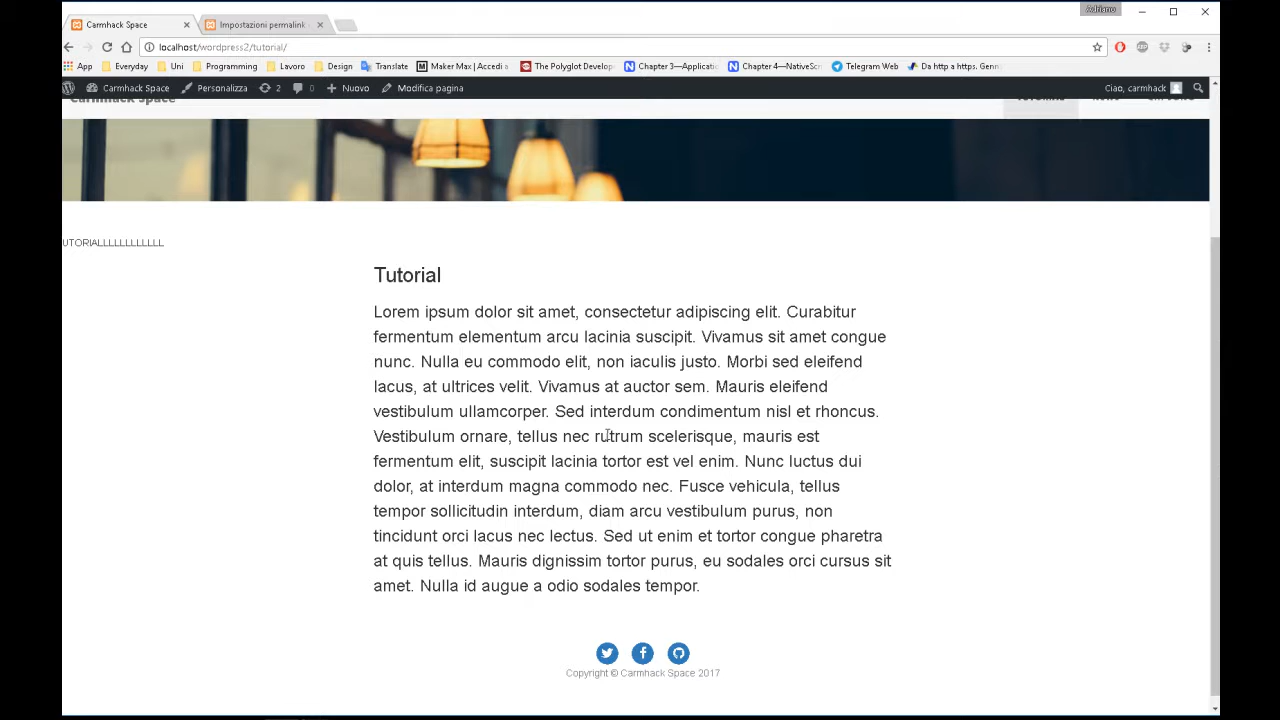 Adriano
Carmhack Space
Impostazioni permalink
localhost/wordpress2/tutorial/
App Everyday Uni Programming Lavoro Design Translate Maker Max | Accedi a The Polyglot Develop Chapter 3—Applicati Chapter 4—NativeScr Telegram Web Da http a https. Gen
Carmhack Space Personalizza 2 0 Nuovo Modifica pagina Ciao, carmhack
Carmhack Space
UTORIALLLLLLLLLLLL
Tutorial
Lorem ipsum dolor sit amet, consectetur adipiscing elit. Curabitur
fermentum elementum arcu lacinia suscipit. Vivamus sit amet congue
nunc. Nulla eu commodo elit, non iaculis justo. Morbi sed eleifend
lacus, at ultrices velit. Vivamus at auctor sem. Mauris eleifend
vestibulum ullamcorper. Sed interdum condimentum nisl et rhoncus.
Vestibulum ornare, tellus nec rutrum scelerisque, mauris est
fermentum elit, suscipit lacinia tortor est vel enim. Nunc luctus dui
dolor, at interdum magna commodo nec. Fusce vehicula, tellus
tempor sollicitudin interdum, diam arcu vestibulum purus, non
tincidunt orci lacus nec lectus. Sed ut enim et tortor congue pharetra
at quis tellus. Mauris dignissim tortor purus, eu sodales orci cursus sit
amet. Nulla id augue a odio sodales tempor.
Copyright © Carmhack Space 2017